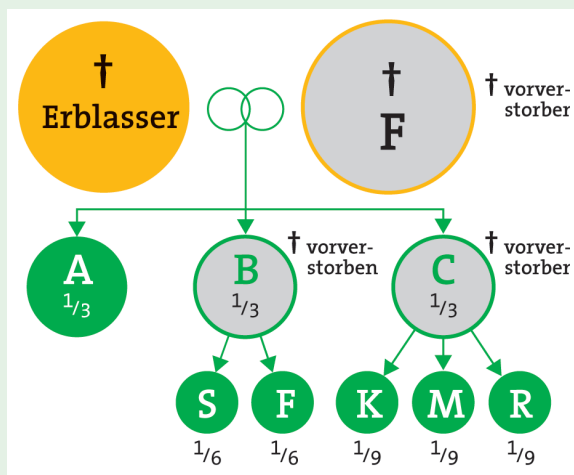 †
Erblasser
†
F
† vorver-
storben
A
1/3
B
1/3
† vorver-
storben
C
1/3
† vorver-
storben
S
F
K
M
R
1/6
1/6
1/9
1/9
1/9